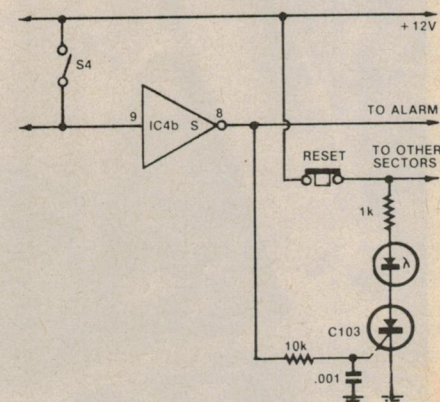 +12V
S4
9
IC4b
S
8
TO ALARM
RESET
TO OTHER
SECTORS
1k
λ
C103
10k
.001